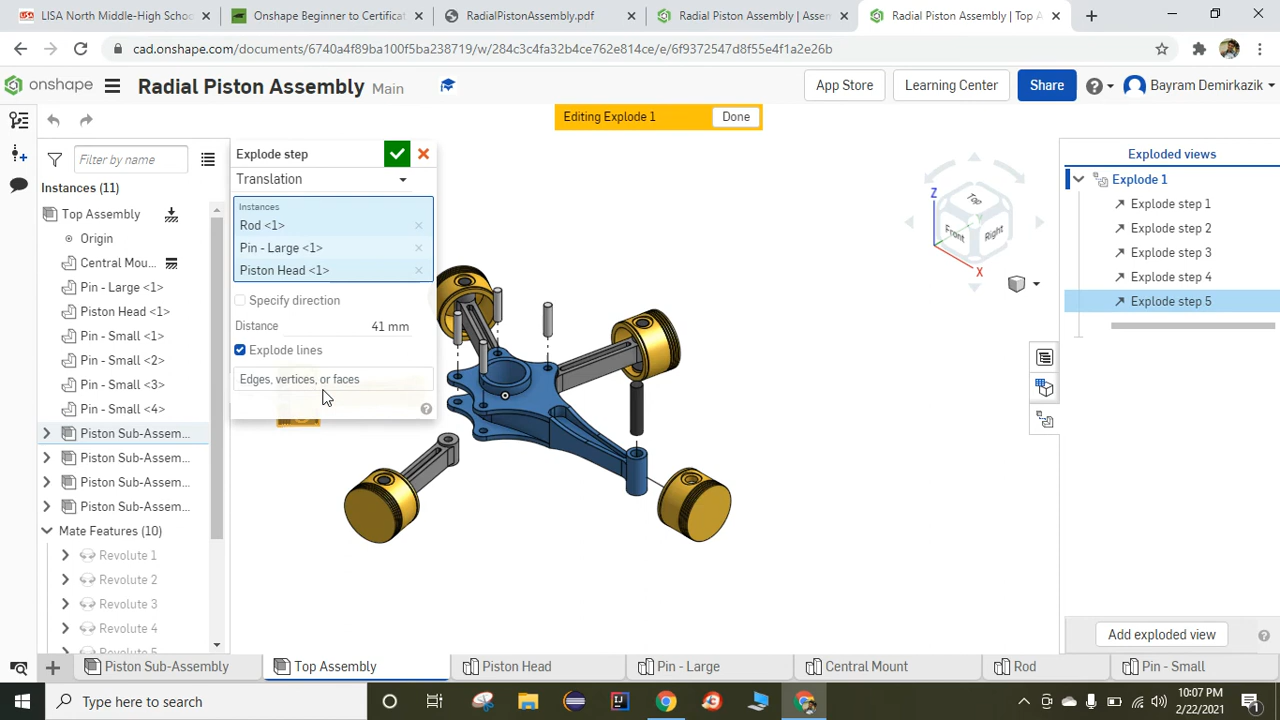 LISA North Middle-High Schoo
Onshape Beginner to Certificat
RadialPistonAssembly.pdf
Radial Piston Assembly | Assem
Radial Piston Assembly | Top A
cad.onshape.com/documents/6740a4f89ba100f5ba238719/w/284c3c4fa32b4ce762e814ce/e/6f9372547d8f55e4f1a2e26b
onshape
Radial Piston Assembly Main
App Store
Learning Center
Share
Bayram Demirkazik
Editing Explode 1
Done
Filter by name
Instances (11)
Top Assembly
Origin
Central Mou...
Pin - Large <1>
Piston Head <1>
Pin - Small <1>
Pin - Small <2>
Pin - Small <3>
Pin - Small <4>
Piston Sub-Assem...
Piston Sub-Assem...
Piston Sub-Assem...
Piston Sub-Assem...
Mate Features (10)
Revolute 1
Revolute 2
Revolute 3
Revolute 4
Explode step
Translation
Instances
Rod <1>
Pin - Large <1>
Piston Head <1>
Specify direction
Distance 41 mm
Explode lines
Edges, vertices, or faces
Z
Top
Front
Right
X
Exploded views
Explode 1
Explode step 1
Explode step 2
Explode step 3
Explode step 4
Explode step 5
Add exploded view
Piston Sub-Assembly
Top Assembly
Piston Head
Pin - Large
Central Mount
Rod
Pin - Small
Type here to search
10:07 PM
2/22/2021